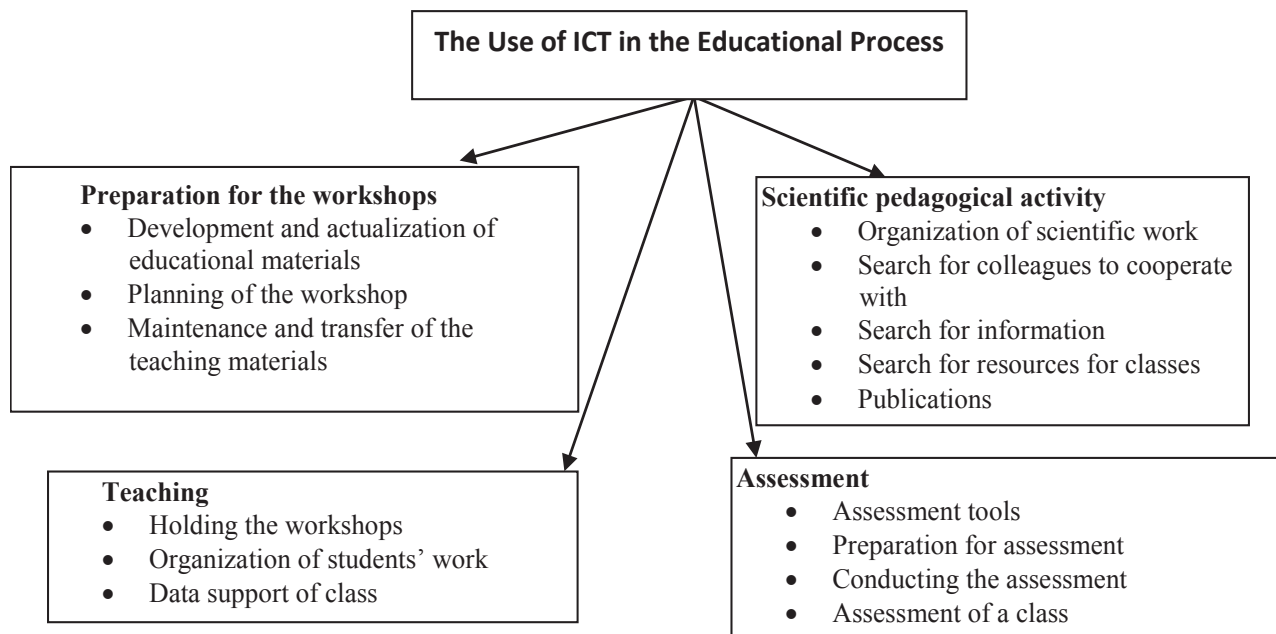 The Use of ICT in the Educational Process
Preparation for the workshops
• Development and actualization of
educational materials
• Planning of the workshop
• Maintenance and transfer of the
teaching materials
Scientific pedagogical activity
• Organization of scientific work
• Search for colleagues to cooperate
with
• Search for information
• Search for resources for classes
• Publications
Teaching
• Holding the workshops
• Organization of students’ work
• Data support of class
Assessment
• Assessment tools
• Preparation for assessment
• Conducting the assessment
• Assessment of a class